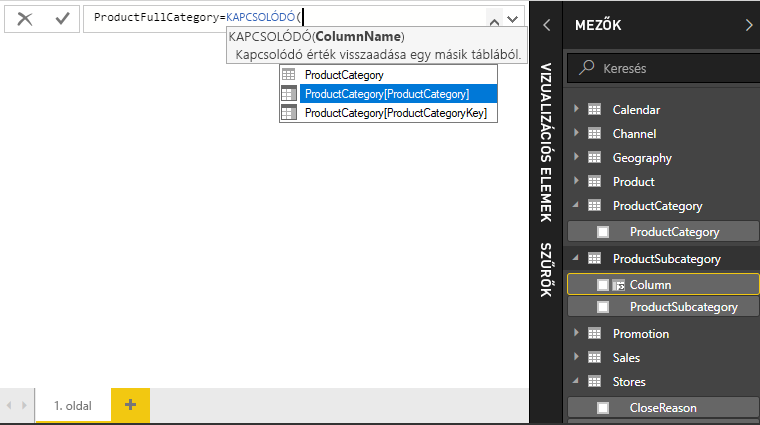 ProductFullCategory=KAPCSOLÓDÓ(
KAPCSOLÓDÓ(ColumnName)
Kapcsolódó érték visszaadása egy másik táblából.
ProductCategory
ProductCategory[ProductCategory]
ProductCategory[ProductCategoryKey]
1. oldal
VIZUALIZÁCIÓS ELEMEK
SZŰRŐK
MEZŐK
Keresés
Calendar
Channel
Geography
Product
ProductCategory
ProductCategory
ProductSubcategory
Column
ProductSubcategory
Promotion
Sales
Stores
CloseReason